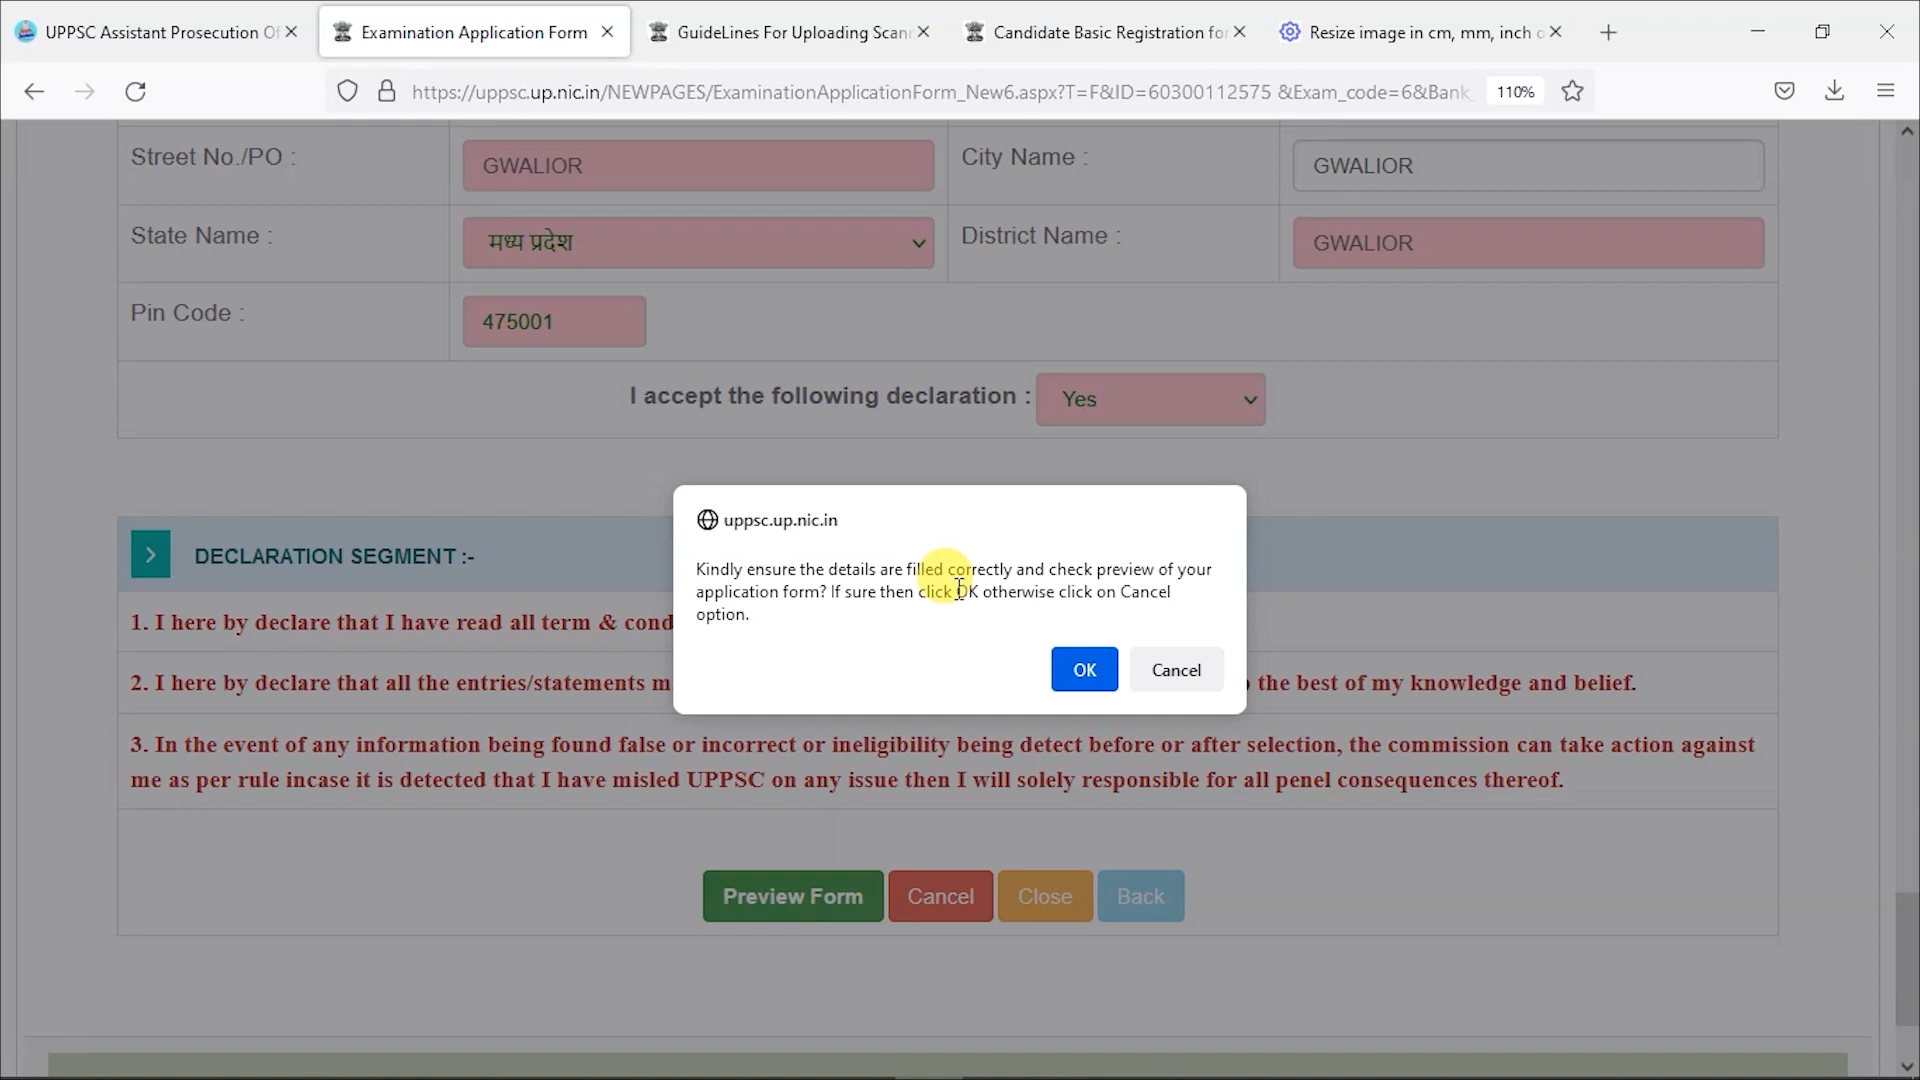 UPPSC Assistant Prosecution Of
Examination Application Form
GuideLines For Uploading Scann
Candidate Basic Registration for
Resize image in cm, mm, inch o
https://uppsc.up.nic.in/NEWPAGES/ExaminationApplicationForm_New6.aspx?T=F&ID=60300112575 &Exam_code=6&Bank_
110%
Street No./PO :
GWALIOR
City Name :
GWALIOR
State Name :
मध्य प्रदेश
District Name :
GWALIOR
Pin Code :
475001
I accept the following declaration :
Yes
uppsc.up.nic.in
Kindly ensure the details are filled correctly and check preview of your
application form? If sure then click OK otherwise click on Cancel
option.
OK
Cancel
DECLARATION SEGMENT :-
1. I here by declare that I have read all term & cond
2. I here by declare that all the entries/statements m
the best of my knowledge and belief.
3. In the event of any information being found false or incorrect or ineligibility being detect before or after selection, the commission can take action against
me as per rule incase it is detected that I have misled UPPSC on any issue then I will solely responsible for all penel consequences thereof.
Preview Form
Cancel
Close
Back